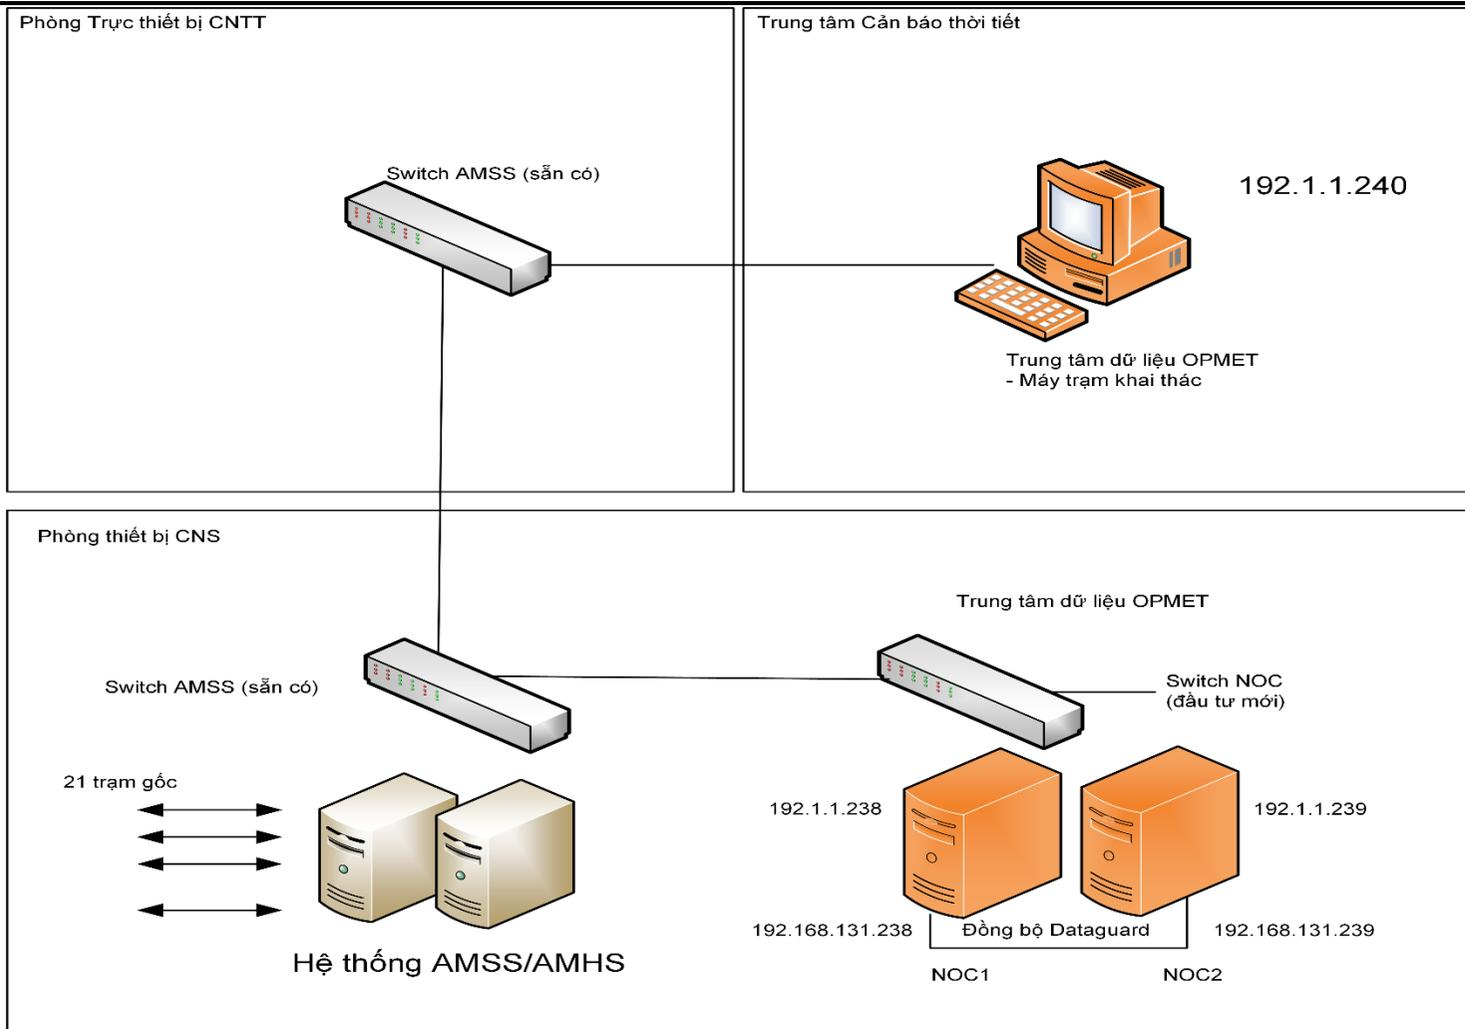 Phòng Trực thiết bị CNTT
Trung tâm Cản báo thời tiết
Switch AMSS (sẵn có)
192.1.1.240
Trung tâm dữ liệu OPMET
- Máy trạm khai thác
Phòng thiết bị CNS
Trung tâm dữ liệu OPMET
Switch AMSS (sẵn có)
Switch NOC
(đầu tư mới)
21 trạm gốc
192.1.1.238
192.1.1.239
192.168.131.238
Đồng bộ Dataguard
192.168.131.239
Hệ thống AMSS/AMHS
NOC1
NOC2